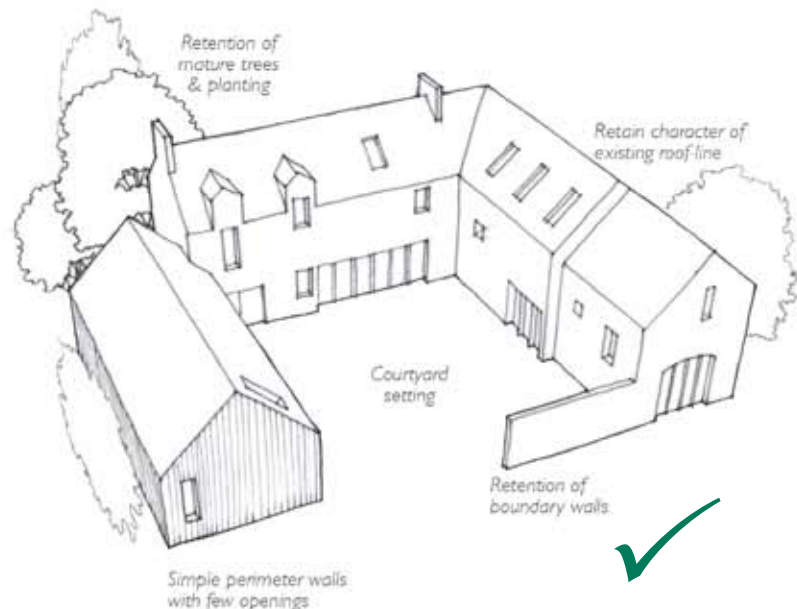 Retention of
mature trees
& planting
Retain character of
existing roof-line
Courtyard
setting
Retention of
boundary walls
Simple perimeter walls
with few openings